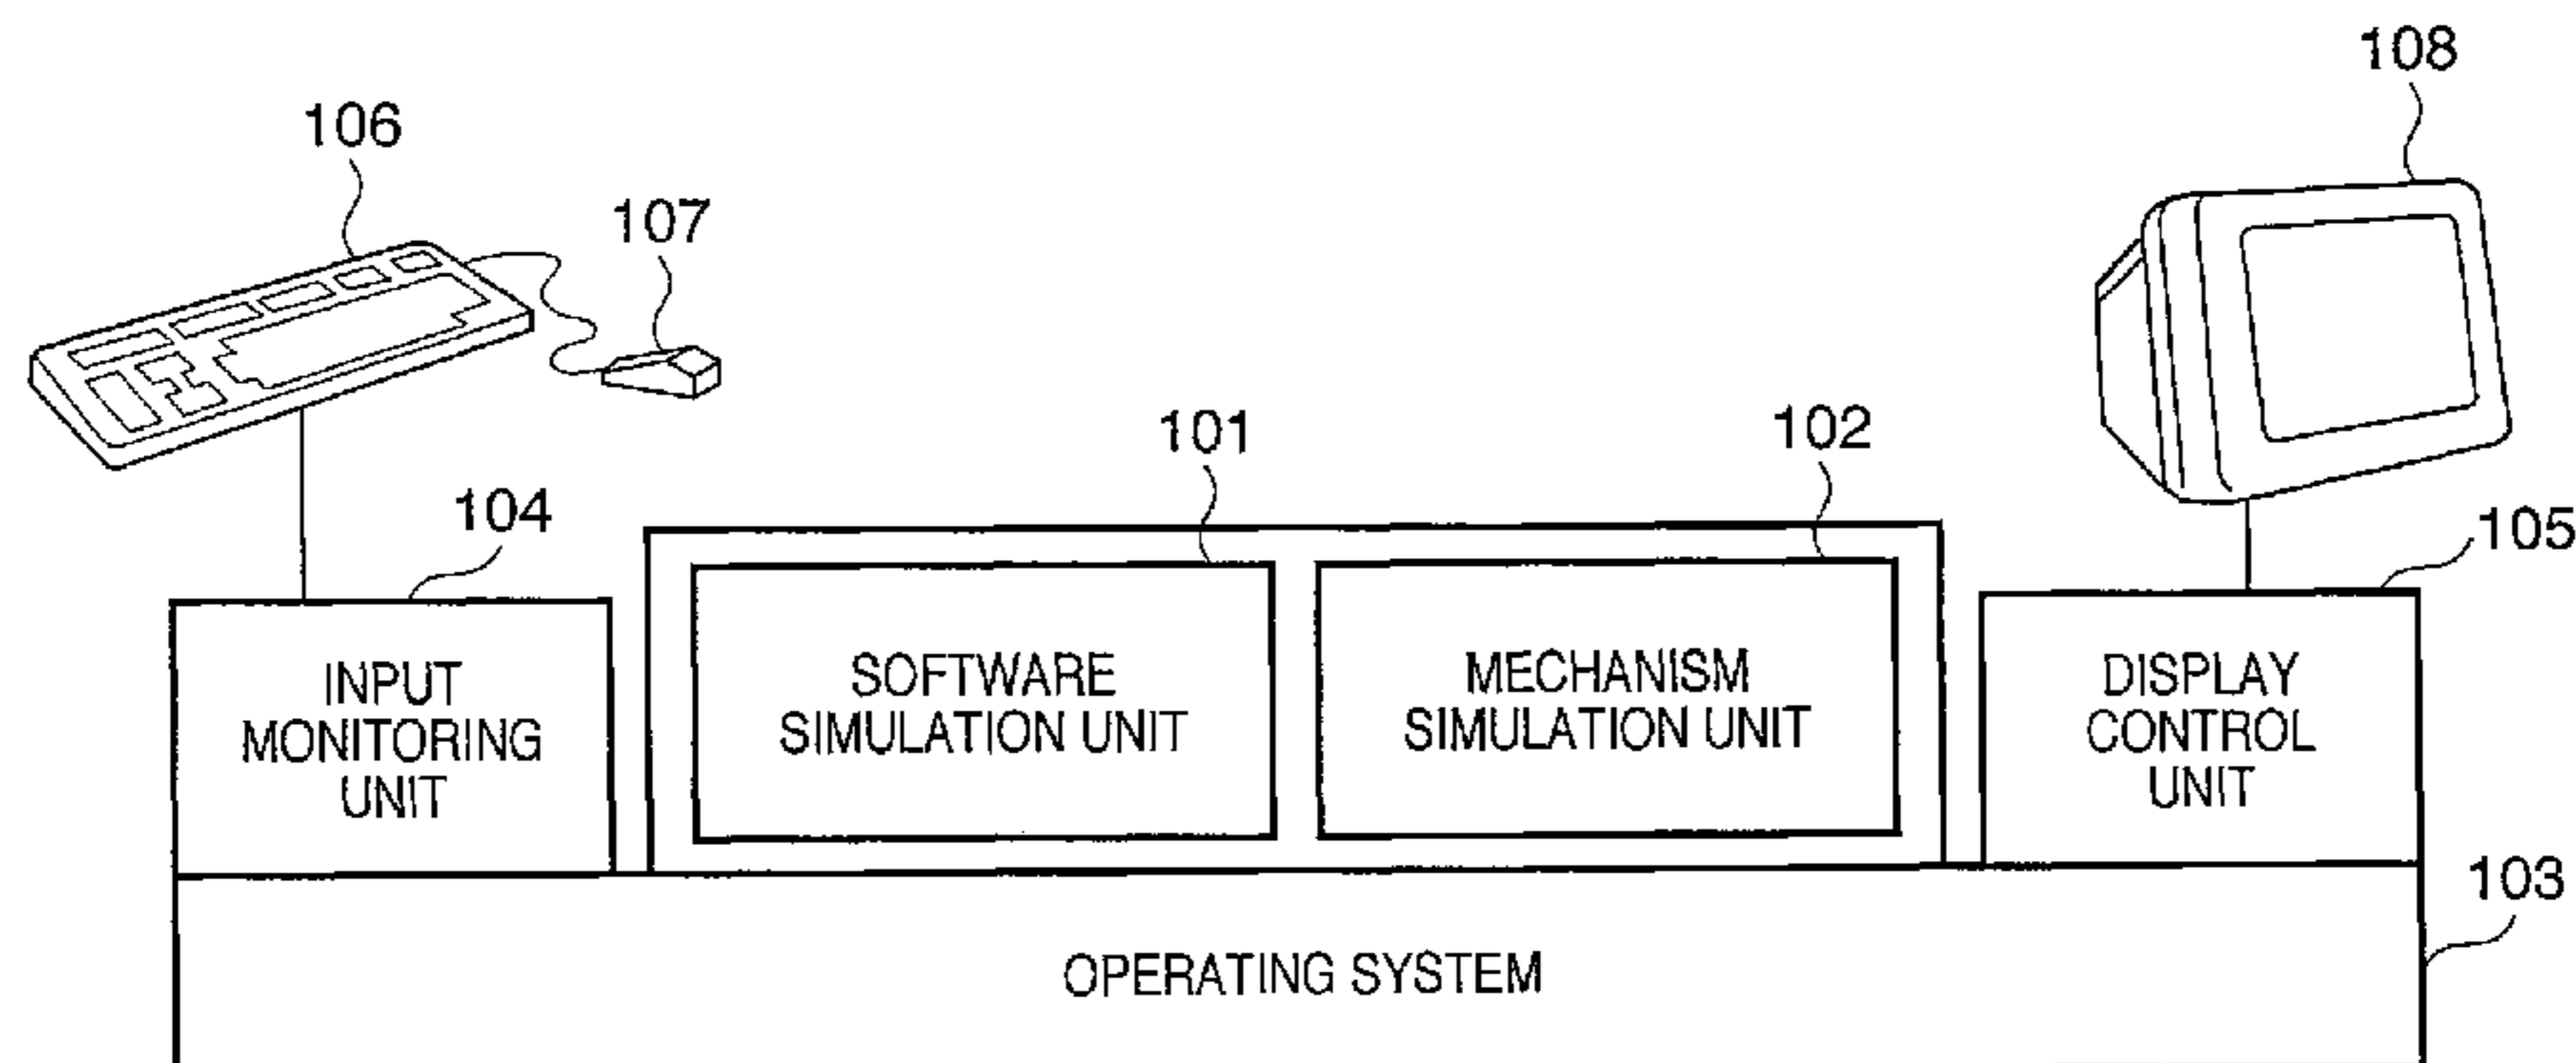 108
106
107
101
102
104
105
INPUT
MONITORING
UNIT
SOFTWARE
SIMULATION UNIT
MECHANISM
SIMULATION UNIT
DISPLAY
CONTROL
UNIT
103
OPERATING SYSTEM